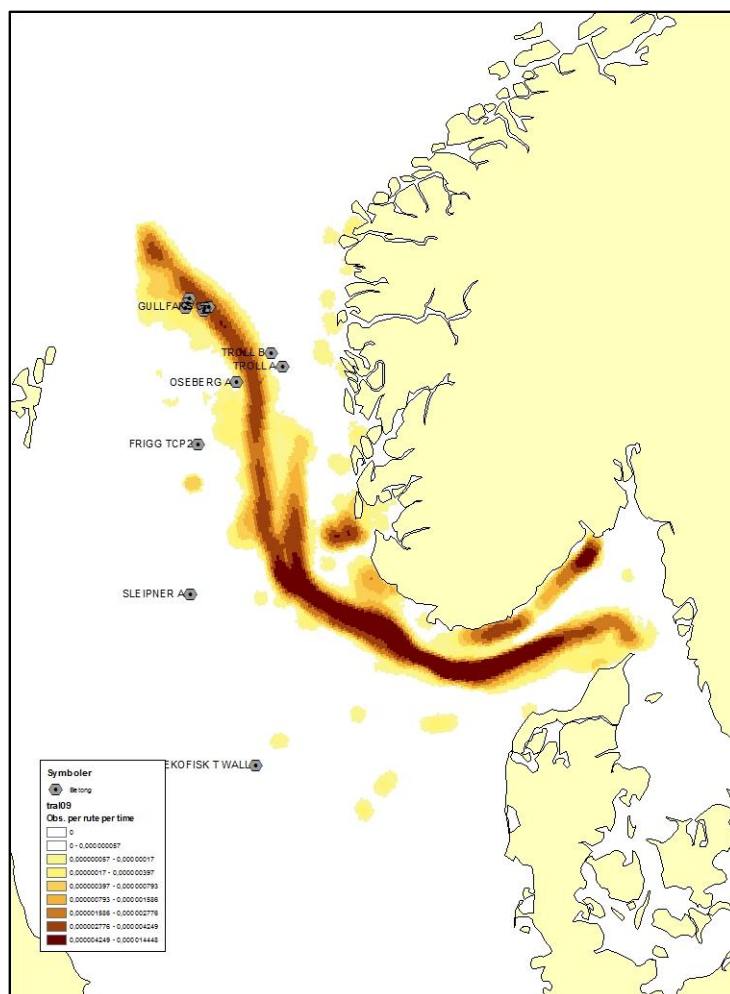 GULLFAKS C
TROLL B
TROLL A
OSEBERG A
FRIGG TCP2
SLEIPNER A
EKOFISK T WALL
Symboler
Betong
tral09
Obs. per rute per time
0
0 - 0,000000057
0,000000057 - 0,00000017
0,00000017 - 0,000000397
0,000000397 - 0,000000793
0,000000793 - 0,000001586
0,000001586 - 0,000002776
0,000002776 - 0,000004249
0,000004249 - 0,000014448